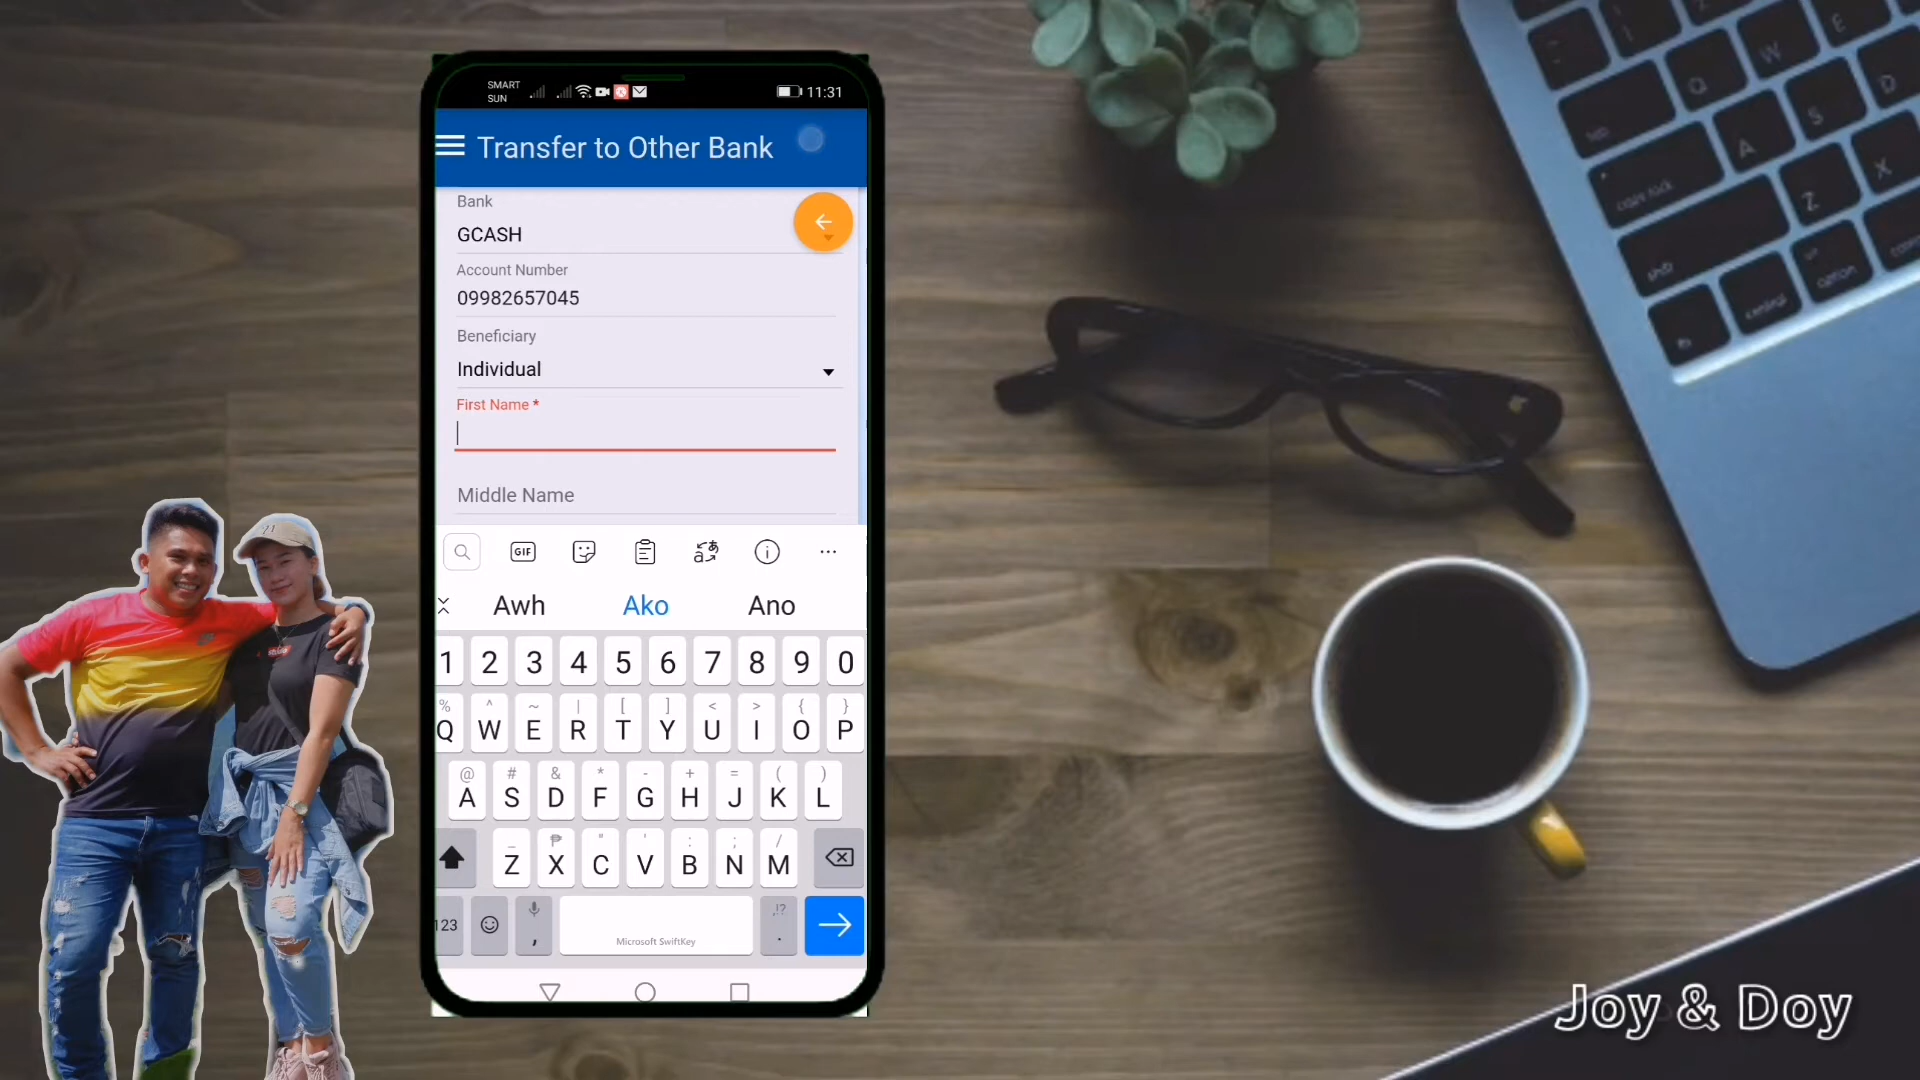 SMART
SUN
11:31
Transfer to Other Bank
Bank
GCASH
Account Number
09982657045
Beneficiary
Individual
First Name *
Middle Name
GIF
Awh Ako Ano
1 2 3 4 5 6 7 8 9 0
% ^ ~ | [ ] < > { }
Q W E R T Y U I O P
@ # & * - + = ( )
A S D F G H J K L
_ ₱ " ' : ; /
Z X C V B N M
123 , ,!? .
Microsoft SwiftKey
Joy & Doy